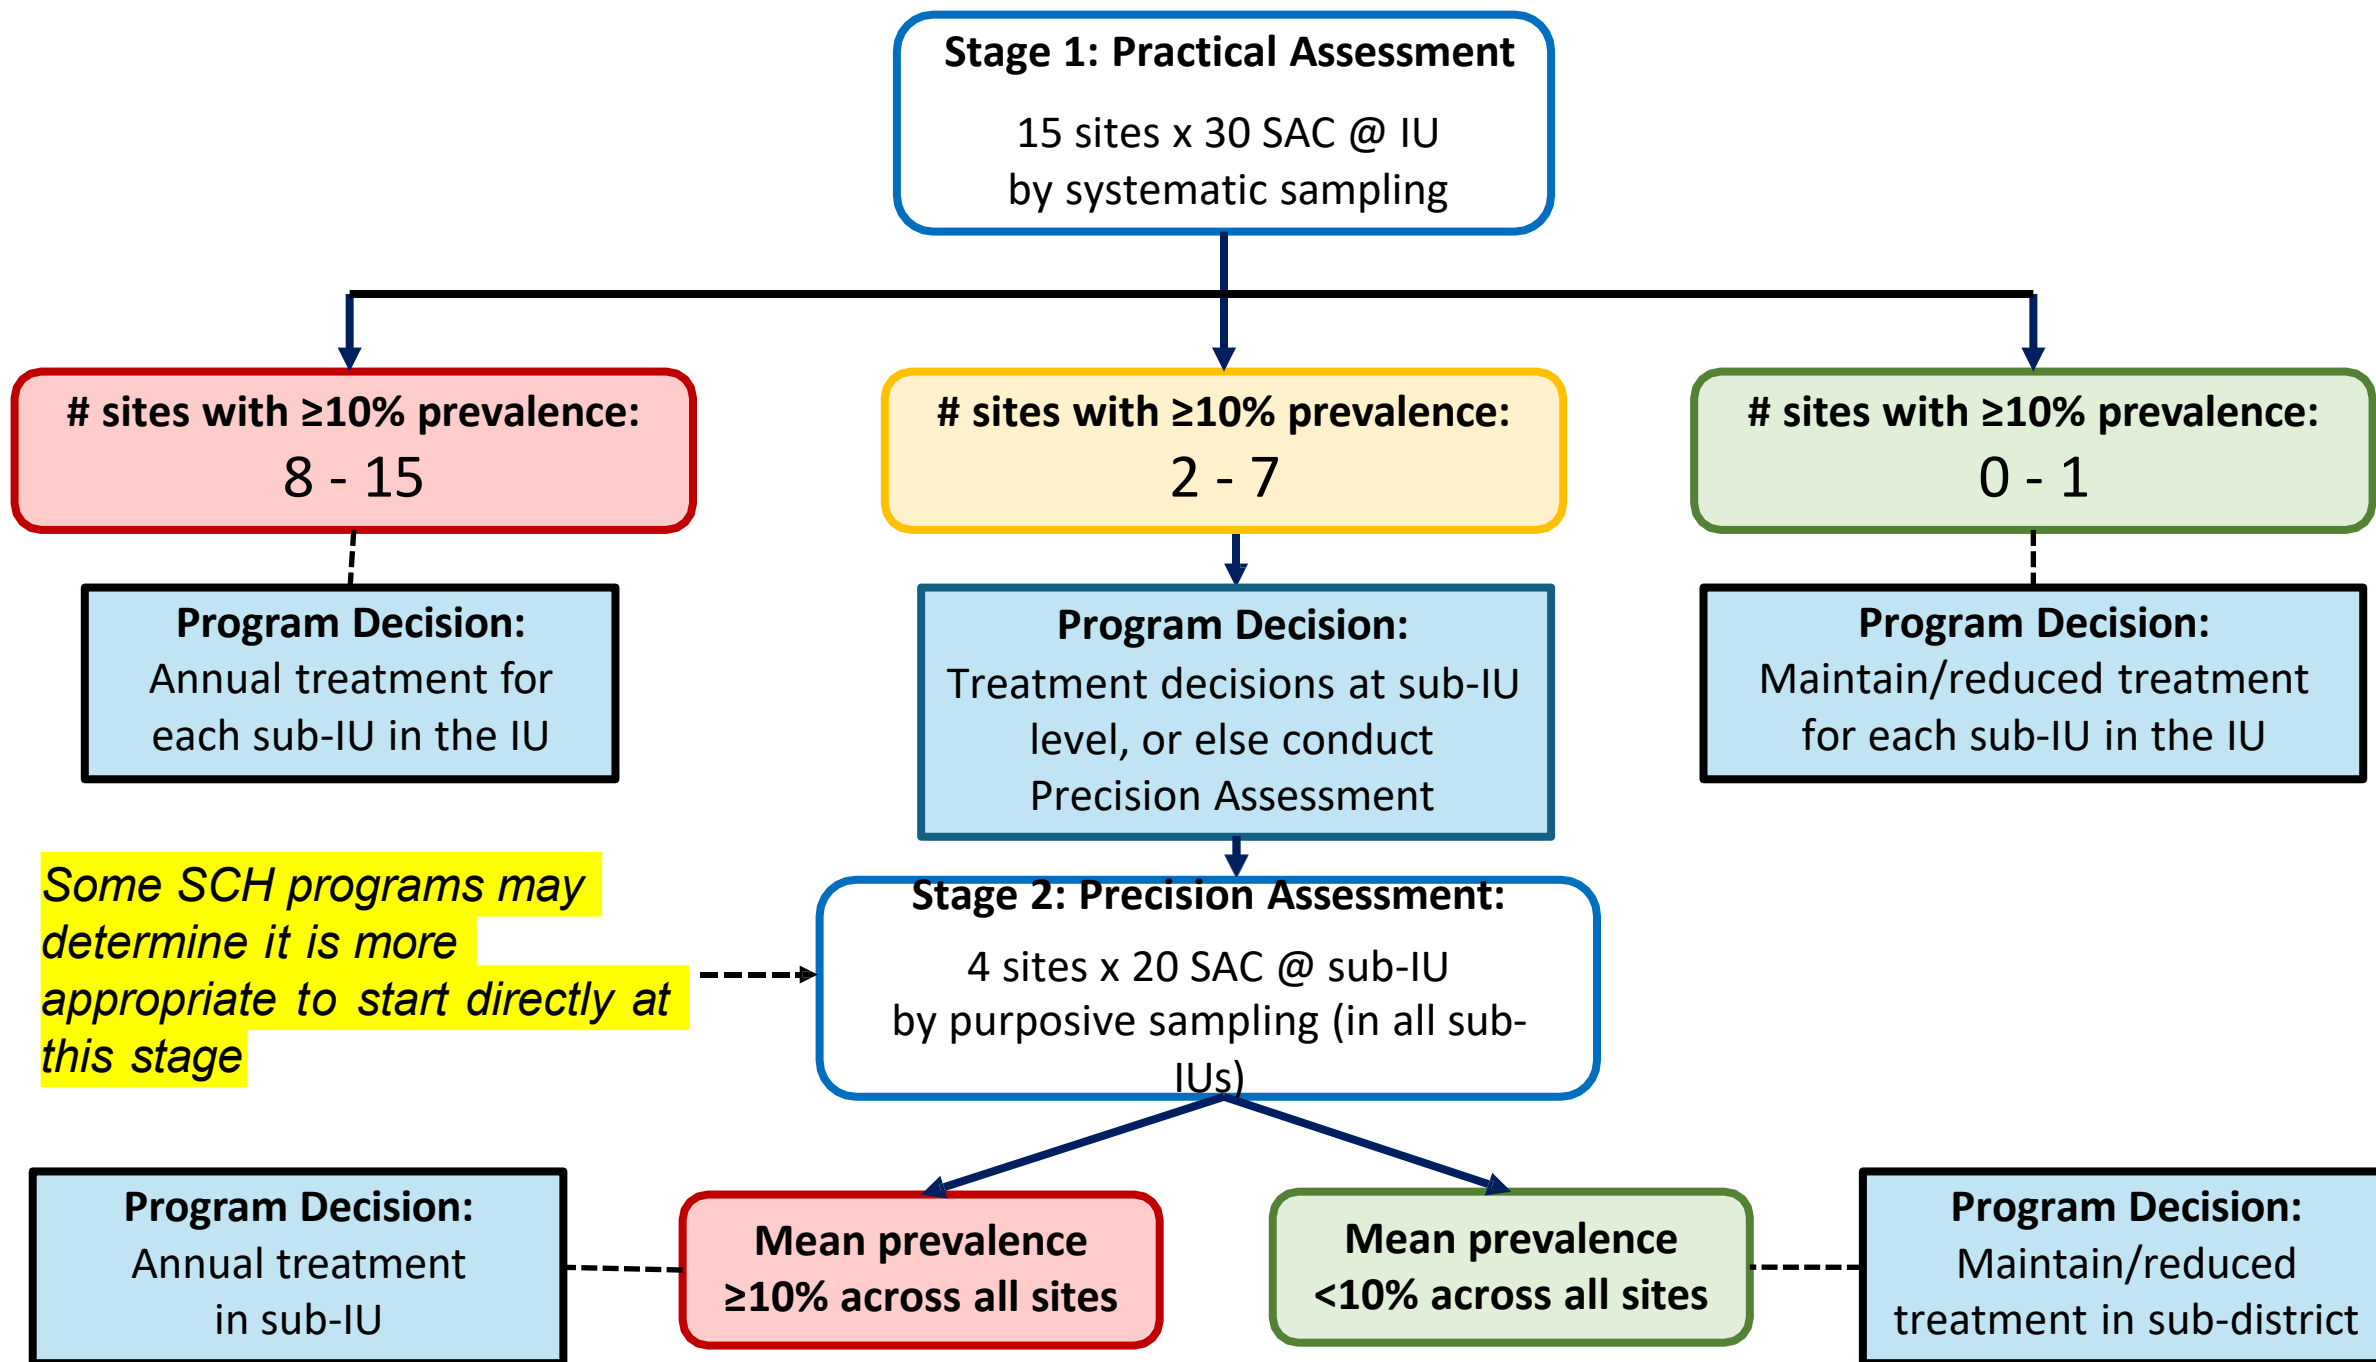 Stage 1: Practical Assessment
15 sites x 30 SAC @ IU
by systematic sampling
# sites with ≥10% prevalence:
8 - 15
# sites with ≥10% prevalence:
2 - 7
# sites with ≥10% prevalence:
0 - 1
Program Decision:
Annual treatment for
each sub-IU in the IU
Program Decision:
Treatment decisions at sub-IU
level, or else conduct
Precision Assessment
Program Decision:
Maintain/reduced treatment
for each sub-IU in the IU
Some SCH programs may
determine it is more
appropriate to start directly at
this stage
Stage 2: Precision Assessment:
4 sites x 20 SAC @ sub-IU
by purposive sampling (in all sub-
IUs)
Program Decision:
Annual treatment
in sub-IU
Mean prevalence
≥10% across all sites
Mean prevalence
<10% across all sites
Program Decision:
Maintain/reduced
treatment in sub-district